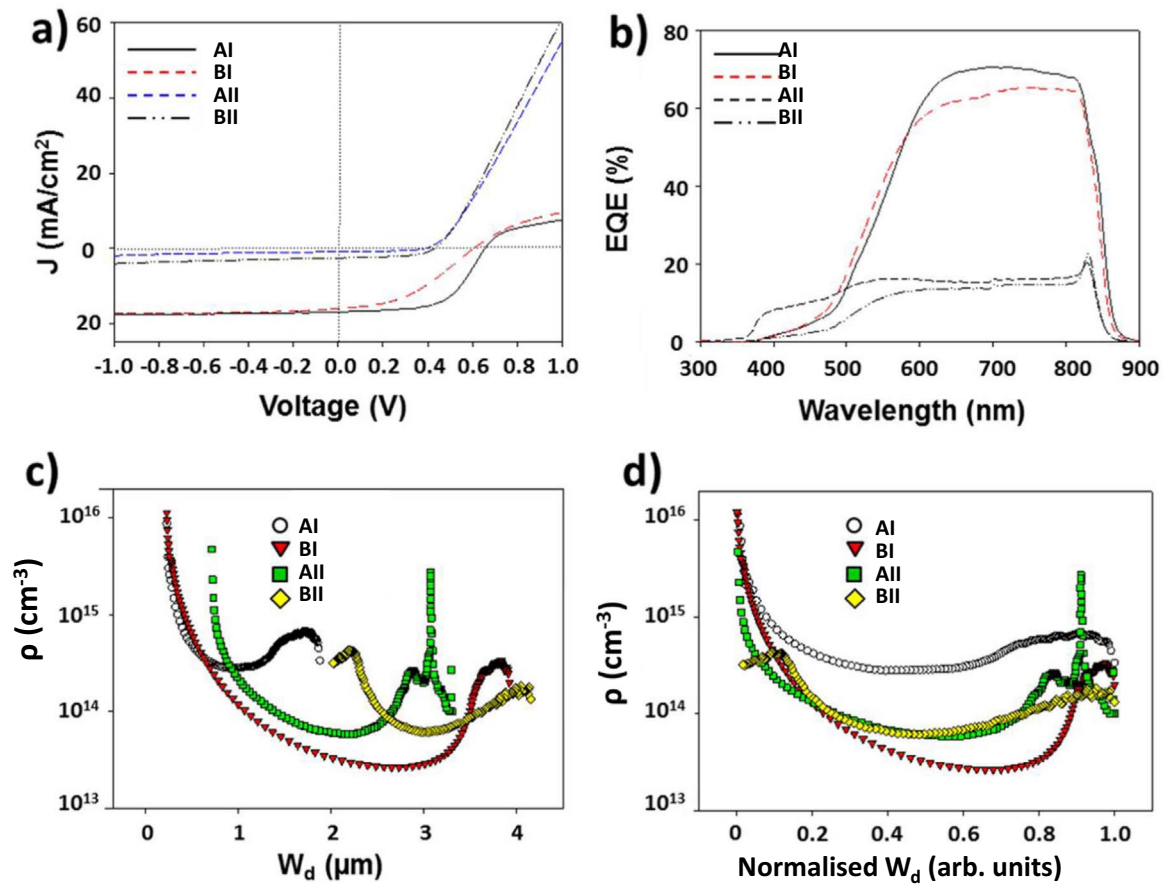 a)
60
40
20
0
20
J (mA/cm²)
AI
BI
AII
BII
-1.0 -0.8 -0.6 -0.4 -0.2 0.0 0.2 0.4 0.6 0.8 1.0
Voltage (V)
b)
80
60
40
20
0
EQE (%)
AI
BI
AII
BII
300 400 500 600 700 800 900
Wavelength (nm)
c)
10¹⁶
10¹⁵
10¹⁴
10¹³
ρ (cm⁻³)
AI
BI
AII
BII
0 1 2 3 4
W_d (μm)
d)
10¹⁶
10¹⁵
10¹⁴
10¹³
ρ (cm⁻³)
AI
BI
AII
BII
0 0.2 0.4 0.6 0.8 1.0
Normalised W_d (arb. units)